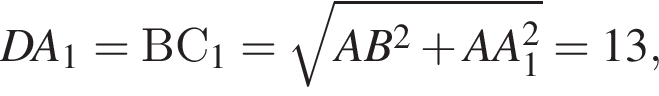 DA₁ = BC₁ = √(AB² + AA₁²) = 13,